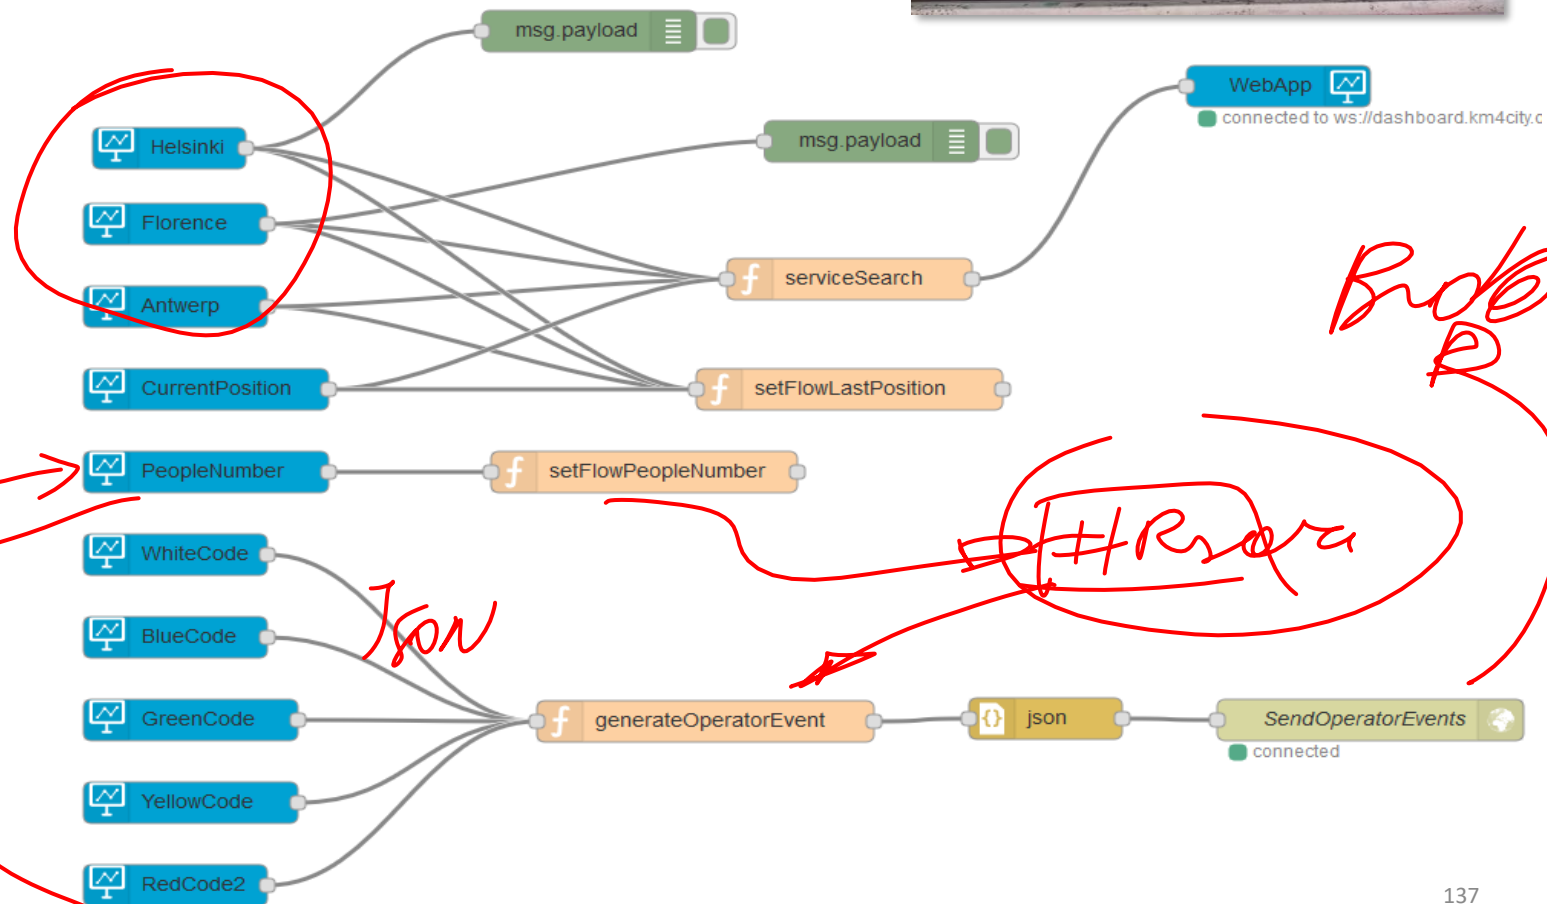 msg.payload
WebApp
connected to ws://dashboard.km4city.c
Helsinki
msg.payload
Florence
serviceSearch
Antwerp
CurrentPosition
setFlowLastPosition
PeopleNumber
setFlowPeopleNumber
WhiteCode
Json
BlueCode
GreenCode
generateOperatorEvent
json
SendOperatorEvents
connected
YellowCode
RedCode2
137